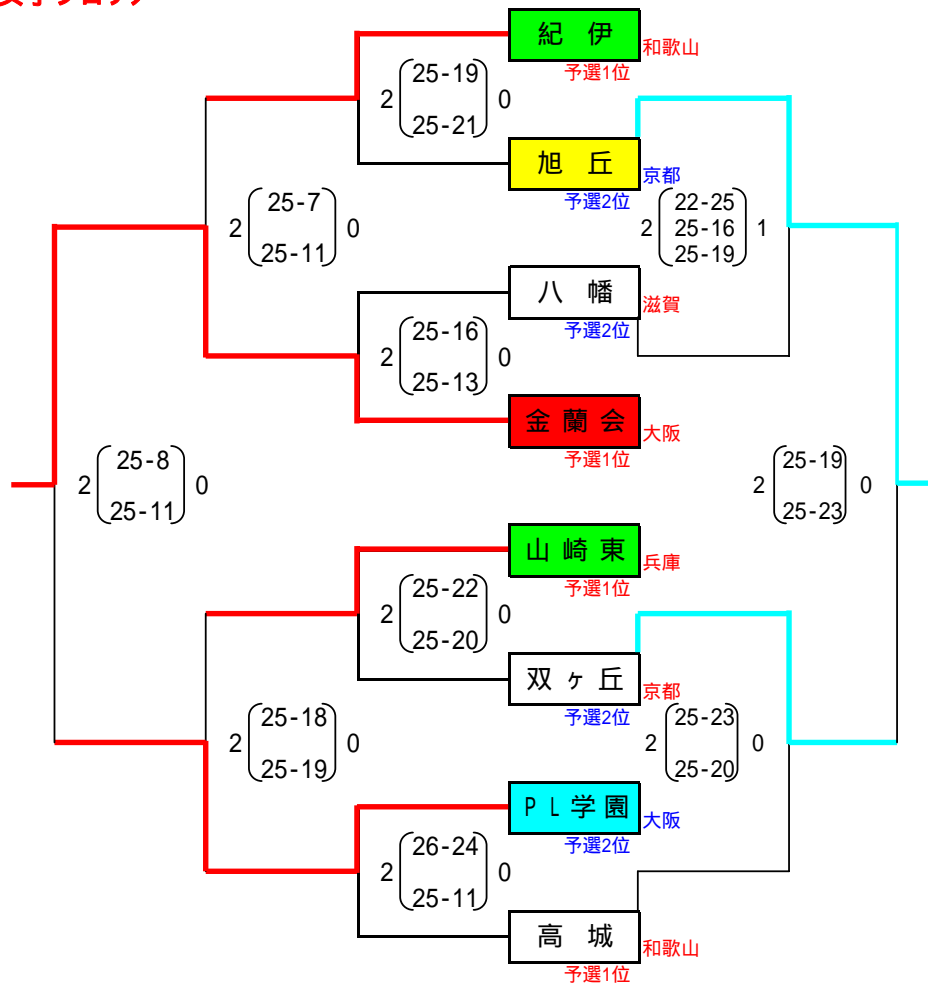 紀 伊
和歌山
予選1位
2 25-19 0
25-21
旭 丘
京都
予選2位
2 25-7 0
25-11
22-25
2 25-16 1
25-19
八 幡
滋賀
予選2位
2 25-16 0
25-13
金 蘭 会
大阪
予選1位
2 25-8 0
25-11
2 25-19 0
25-23
山 崎 東
兵庫
予選1位
2 25-22 0
25-20
双 ヶ 丘
京都
予選2位
2 25-18 0
25-19
2 25-23 0
25-20
P L 学 園
大阪
予選2位
2 26-24 0
25-11
高 城
和歌山
予選1位